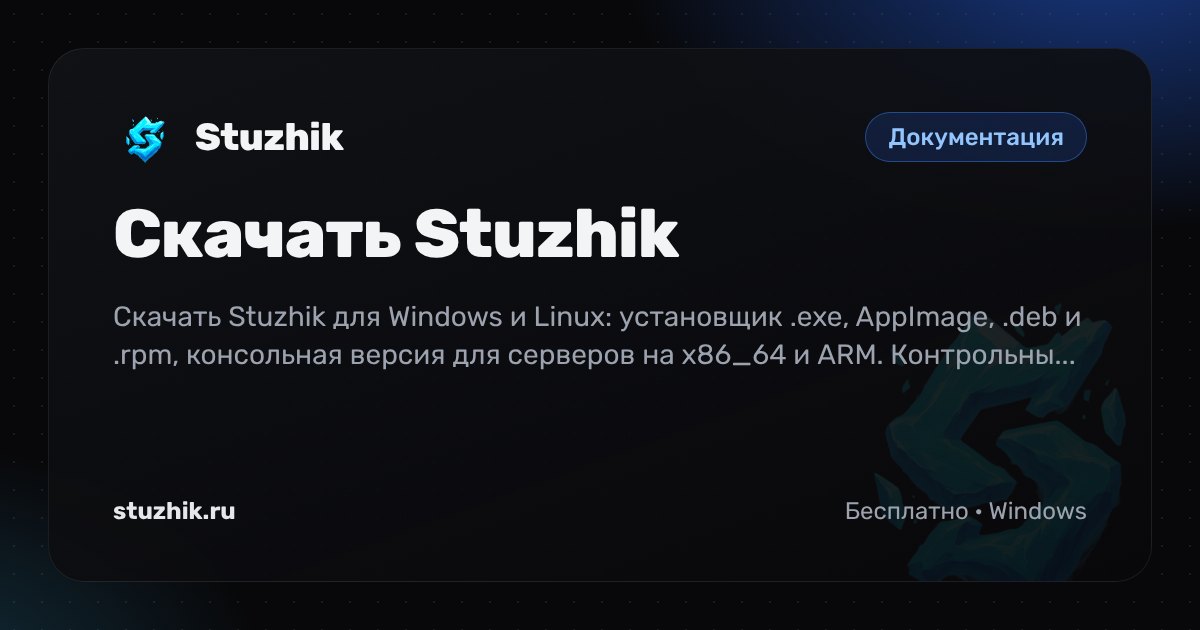 Stuzhik
Документация
Скачать Stuzhik
Скачать Stuzhik для Windows и Linux: установщик .exe, AppImage, .deb и
.rpm, консольная версия для серверов на x86_64 и ARM. Контрольны...
stuzhik.ru
Бесплатно • Windows